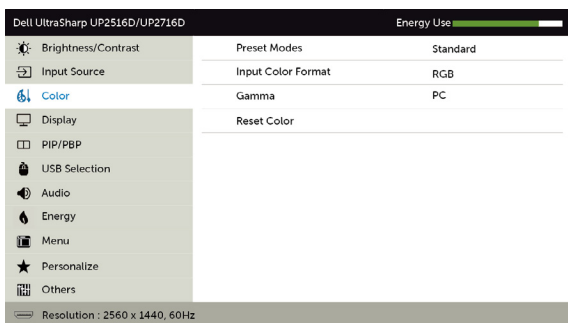 Dell UltraSharp UP2516D/UP2716D Energy Use
Brightness/Contrast Preset Modes Standard
Input Source Input Color Format RGB
Color Gamma PC
Display Reset Color
PIP/PBP
USB Selection
Audio
Energy
Menu
Personalize
Others
Resolution : 2560 x 1440, 60Hz